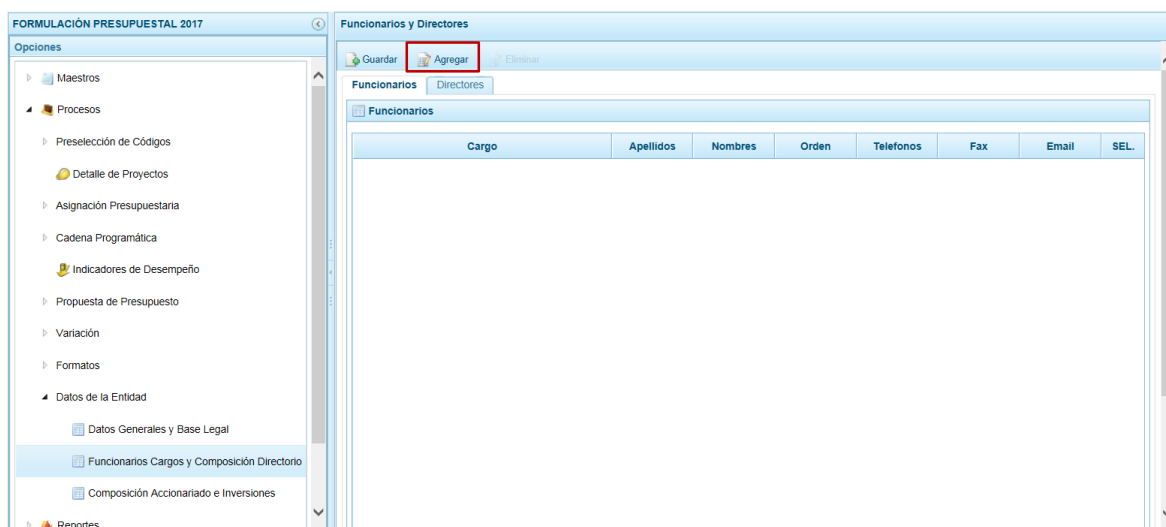 FORMULACIÓN PRESUPUESTAL 2017
Opciones
Maestros
Procesos
Preselección de Códigos
Detalle de Proyectos
Asignación Presupuestaria
Cadena Programática
Indicadores de Desempeño
Propuesta de Presupuesto
Variación
Formatos
Datos de la Entidad
Datos Generales y Base Legal
Funcionarios Cargos y Composición Directorio
Composición Accionariado e Inversiones
Reportes
Funcionarios y Directores
Guardar Agregar Eliminar
Funcionarios Directores
Funcionarios
Cargo Apellidos Nombres Orden Telefonos Fax Email SEL.